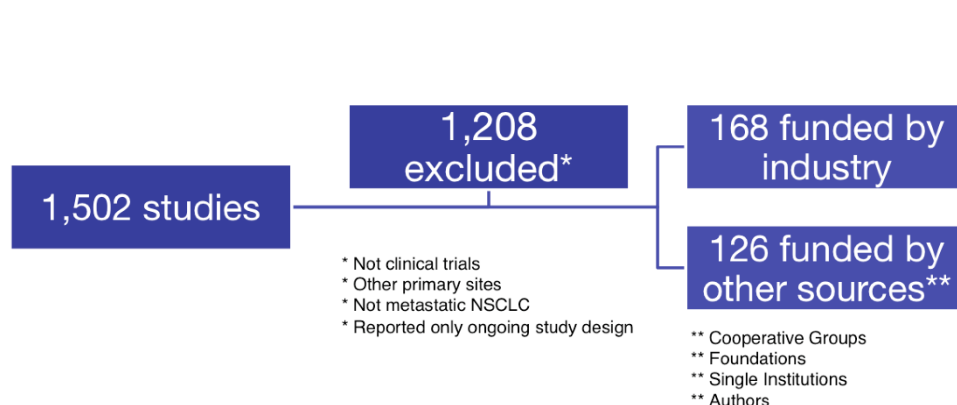 1,502 studies
1,208
excluded*
* Not clinical trials
* Other primary sites
* Not metastatic NSCLC
* Reported only ongoing study design
168 funded by
industry
126 funded by
other sources**
** Cooperative Groups
** Foundations
** Single Institutions
** Authors